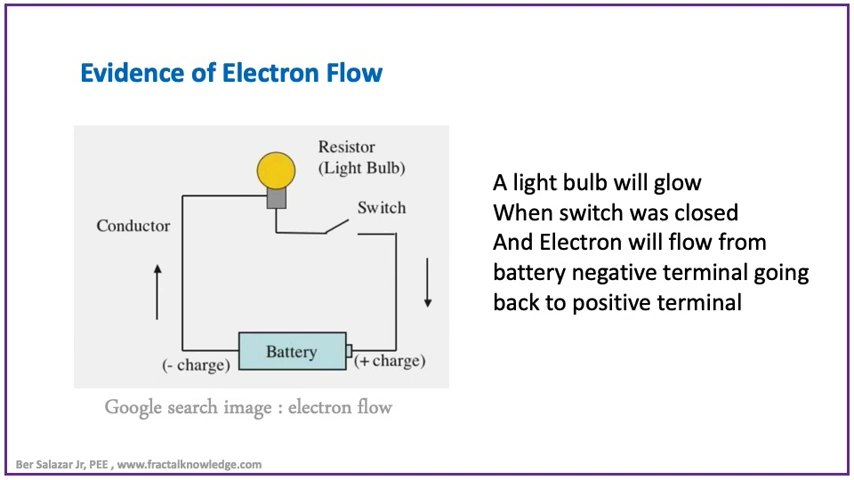 Evidence of Electron Flow
Resistor
(Light Bulb)
Switch
Conductor
Battery
(- charge)
(+ charge)
Google search image : electron flow
A light bulb will glow
When switch was closed
And Electron will flow from
battery negative terminal going
back to positive terminal
Ber Salazar Jr, PEE , www.fractalknowledge.com